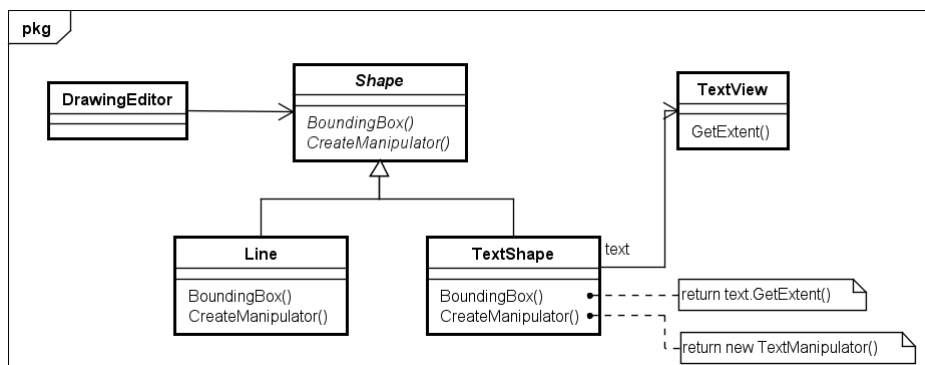 pkg
DrawingEditor
Shape
BoundingBox()
CreateManipulator()
TextView
GetExtent()
Line
BoundingBox()
CreateManipulator()
TextShape
BoundingBox()
CreateManipulator()
text
return text.GetExtent()
return new TextManipulator()